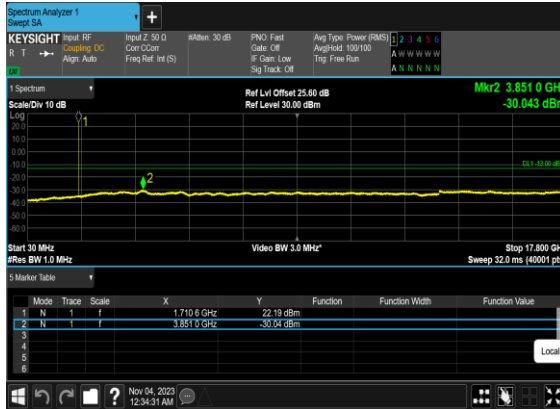 Spectrum Analyzer 1
Swept SA
+
KEYSIGHT Input: RF Input Z: 50 Ω #Atten: 30 dB PNO: Fast Avg Type: Power (RMS) 1 2 3 4 5 6
R T Coupling: DC Corr CCorr Gate: Off Avg|Hold: 100/100 A W W W W W
Align: Auto Freq Ref: Int (S) IF Gain: Low Trig: Free Run
Sig Track: Off A N N N N N
LU
1 Spectrum Ref Lvl Offset 25.60 dB Mkr2 3.851 0 GHz
Scale/Div 10 dB Ref Level 30.00 dBm -30.043 dBm
Log
20.0
10.0
0.00
-10.0
-20.0
-30.0
-40.0
-50.0
-60.0
1
2
DL1 -13.00 dBm
Start 30 MHz Video BW 3.0 MHz* Stop 17.800 GHz
#Res BW 1.0 MHz Sweep 32.0 ms (40001 pts)
5 Marker Table
Mode Trace Scale X Y Function Function Width Function Value
1 N 1 f 1.710 6 GHz 22.19 dBm
2 N 1 f 3.851 0 GHz -30.04 dBm
3
4
5
6
Local
? Nov 04, 2023
12:34:31 AM